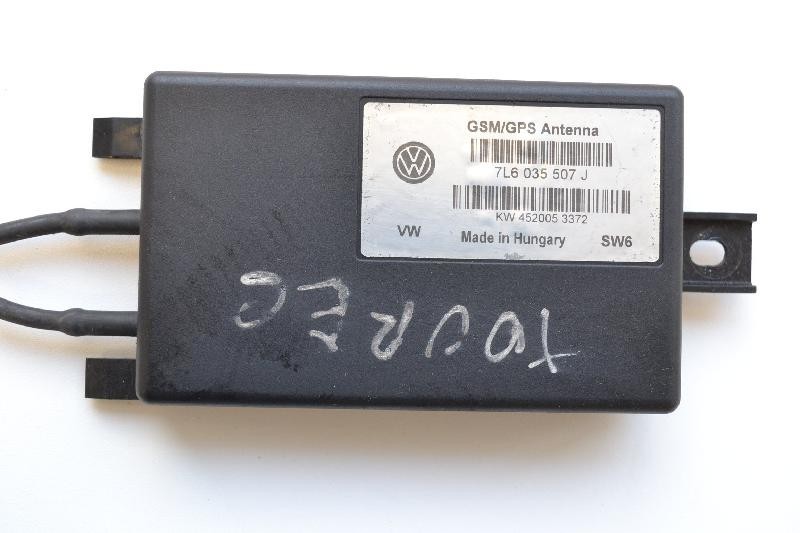 GSM/GPS Antenna
7L6 035 507 J
KW 452005 3372
VW Made in Hungary SW6
TOUREG